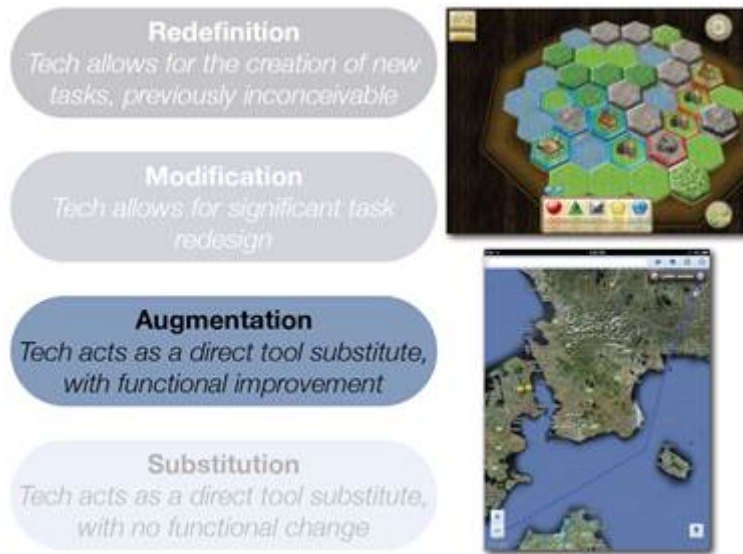 Redefinition
Tech allows for the creation of new
tasks, previously inconceivable
Modification
Tech allows for significant task
redesign
Augmentation
Tech acts as a direct tool substitute,
with functional improvement
Substitution
Tech acts as a direct tool substitute,
with no functional change